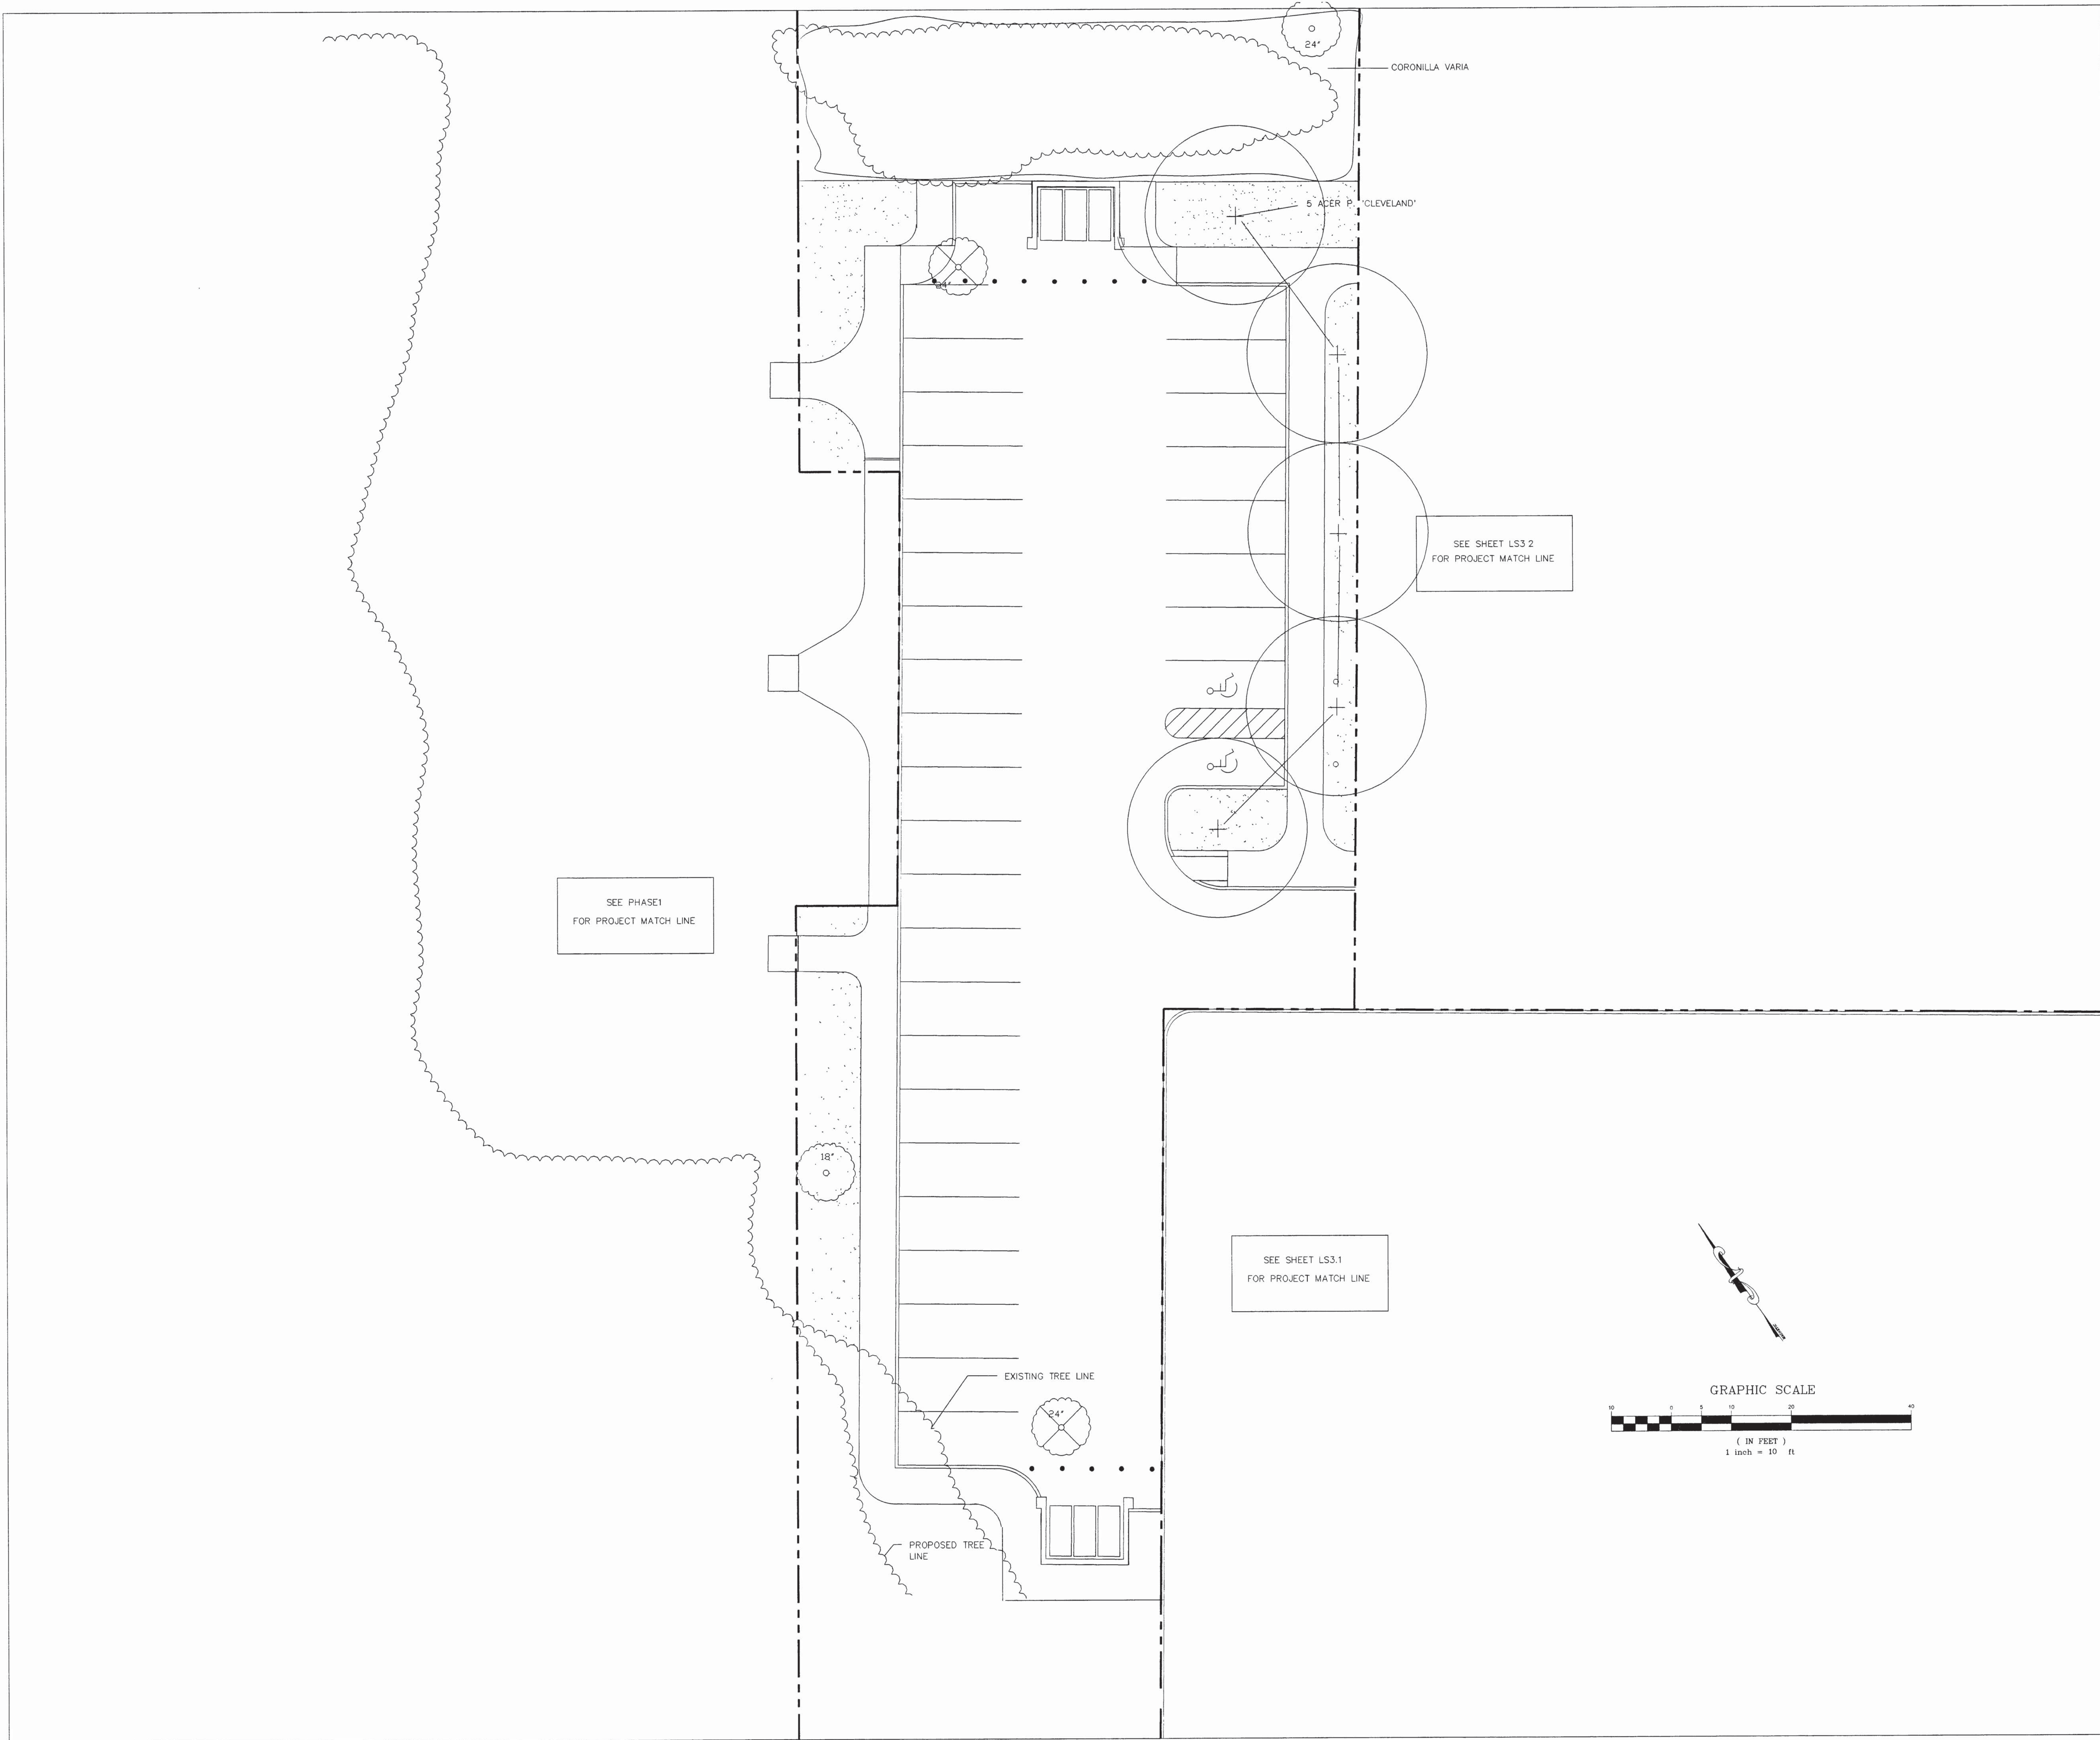 24"
CORONILLA VARIA
5 ACER P. 'CLEVELAND'
SEE SHEET LS3 2
FOR PROJECT MATCH LINE
SEE PHASE1
FOR PROJECT MATCH LINE
18"
SEE SHEET LS3.1
FOR PROJECT MATCH LINE
EXISTING TREE LINE
24"
GRAPHIC SCALE
10 0 5 10 20 40
( IN FEET )
1 inch = 10 ft
PROPOSED TREE
LINE